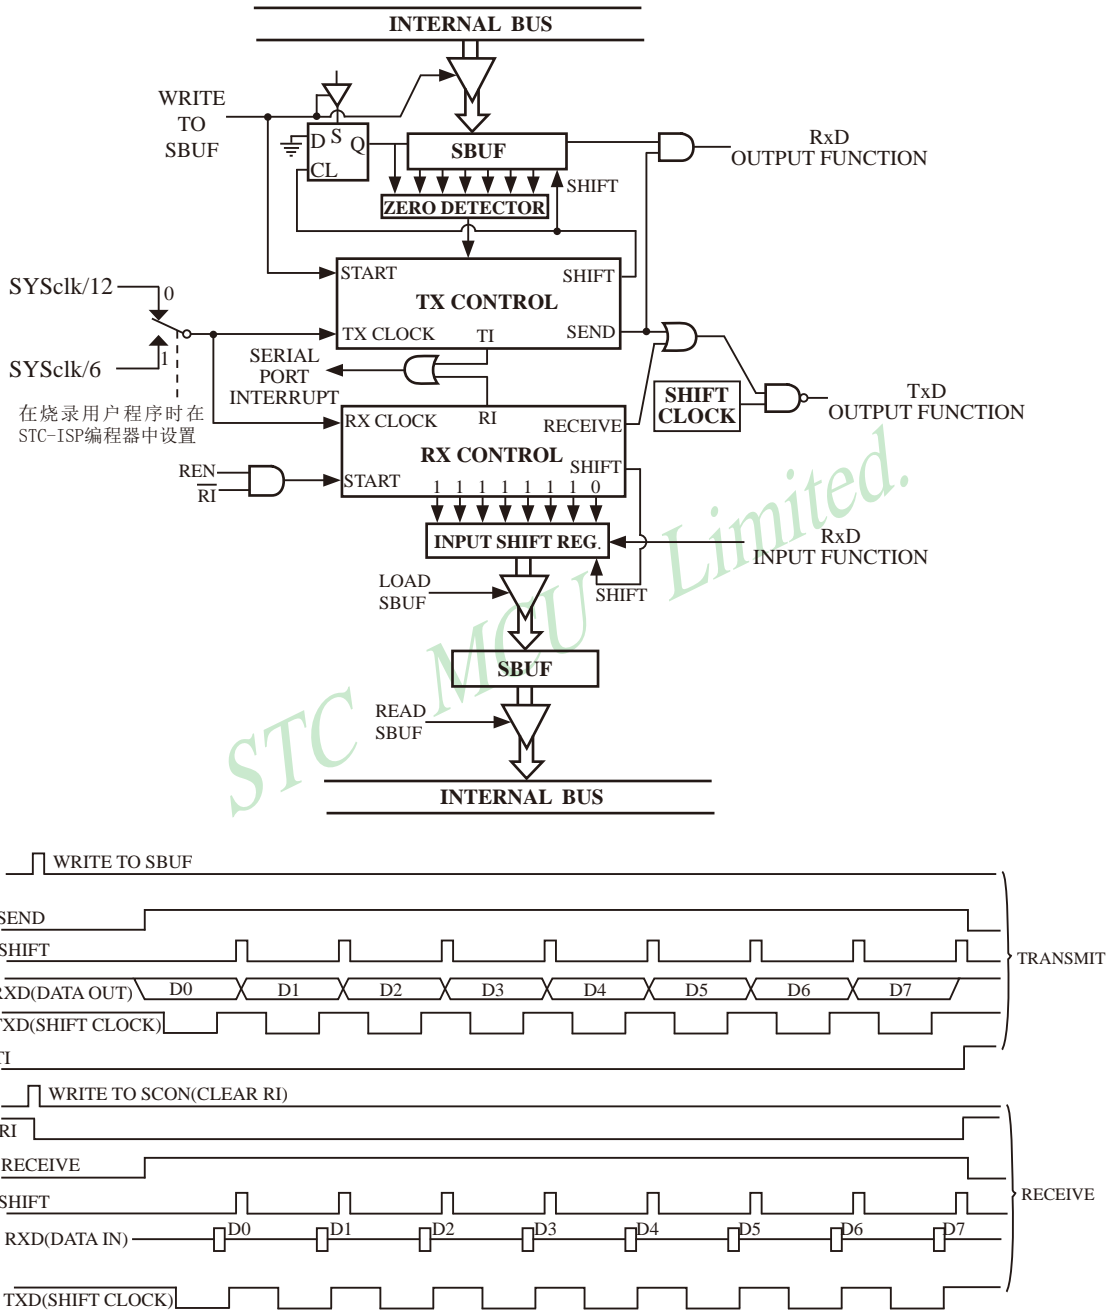 INTERNAL BUS
WRITE
TO
SBUF
D S Q
CL
SBUF
RxD
OUTPUT FUNCTION
SHIFT
ZERO DETECTOR
SYSclk/12
0
START
SHIFT
TX CONTROL
TX CLOCK
TI
SEND
SYSclk/6
1
SERIAL
PORT
INTERRUPT
在烧录用户程序时在
STC-ISP编程器中设置
SHIFT
CLOCK
TxD
OUTPUT FUNCTION
RX CLOCK
RI
RECEIVE
RX CONTROL
SHIFT
REN
RI
START
1 1 1 1 1 1 1 0
INPUT SHIFT REG.
RxD
INPUT FUNCTION
LOAD
SBUF
SHIFT
SBUF
READ
SBUF
INTERNAL BUS
STC MCU Limited.
WRITE TO SBUF
SEND
SHIFT
TRANSMIT
RXD(DATA OUT) D0 D1 D2 D3 D4 D5 D6 D7
TXD(SHIFT CLOCK)
TI
WRITE TO SCON(CLEAR RI)
RI
RECEIVE
SHIFT
RECEIVE
RXD(DATA IN) D0 D1 D2 D3 D4 D5 D6 D7
TXD(SHIFT CLOCK)